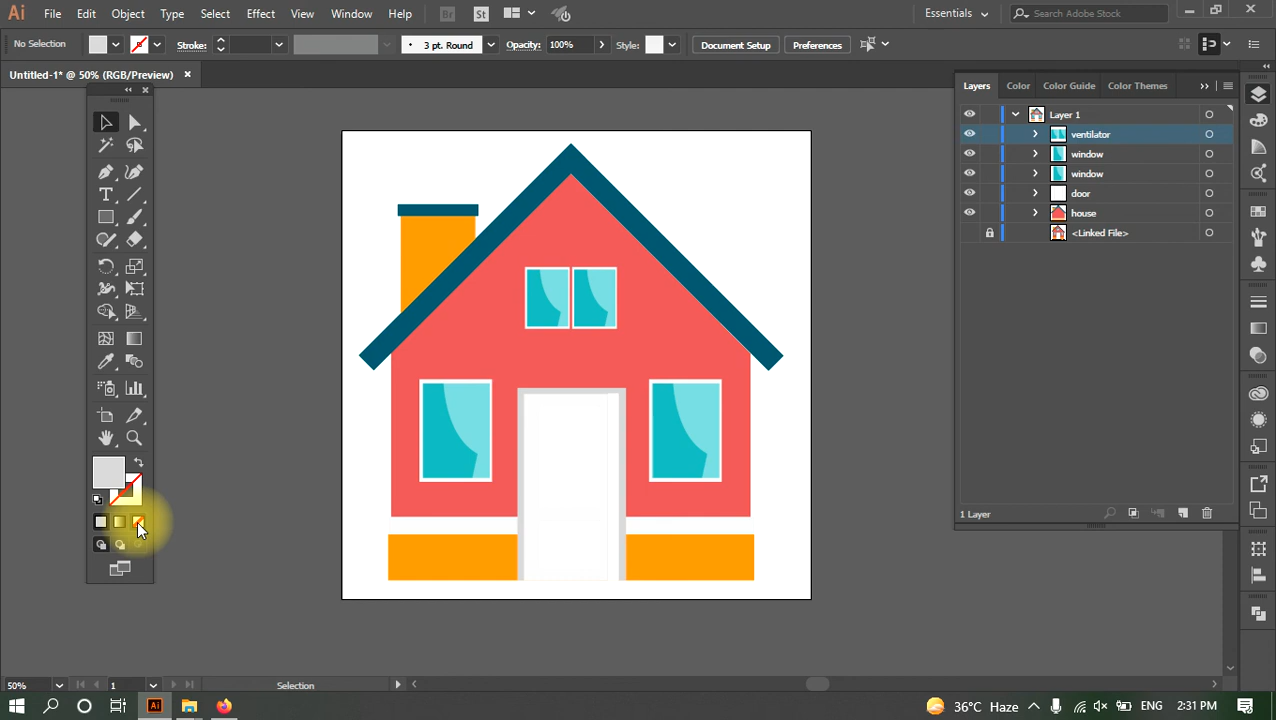 Ai File Edit Object Type Select Effect View Window Help Br St Essentials Search Adobe Stock
No Selection Stroke: 3 pt. Round Opacity: 100% Style: Document Setup Preferences
Untitled-1* @ 50% (RGB/Preview)
Layers Color Color Guide Color Themes
Layer 1
ventilator
window
window
door
house
<Linked File>
1 Layer
50% 1 Selection
Ai 36°C Haze ENG 2:31 PM